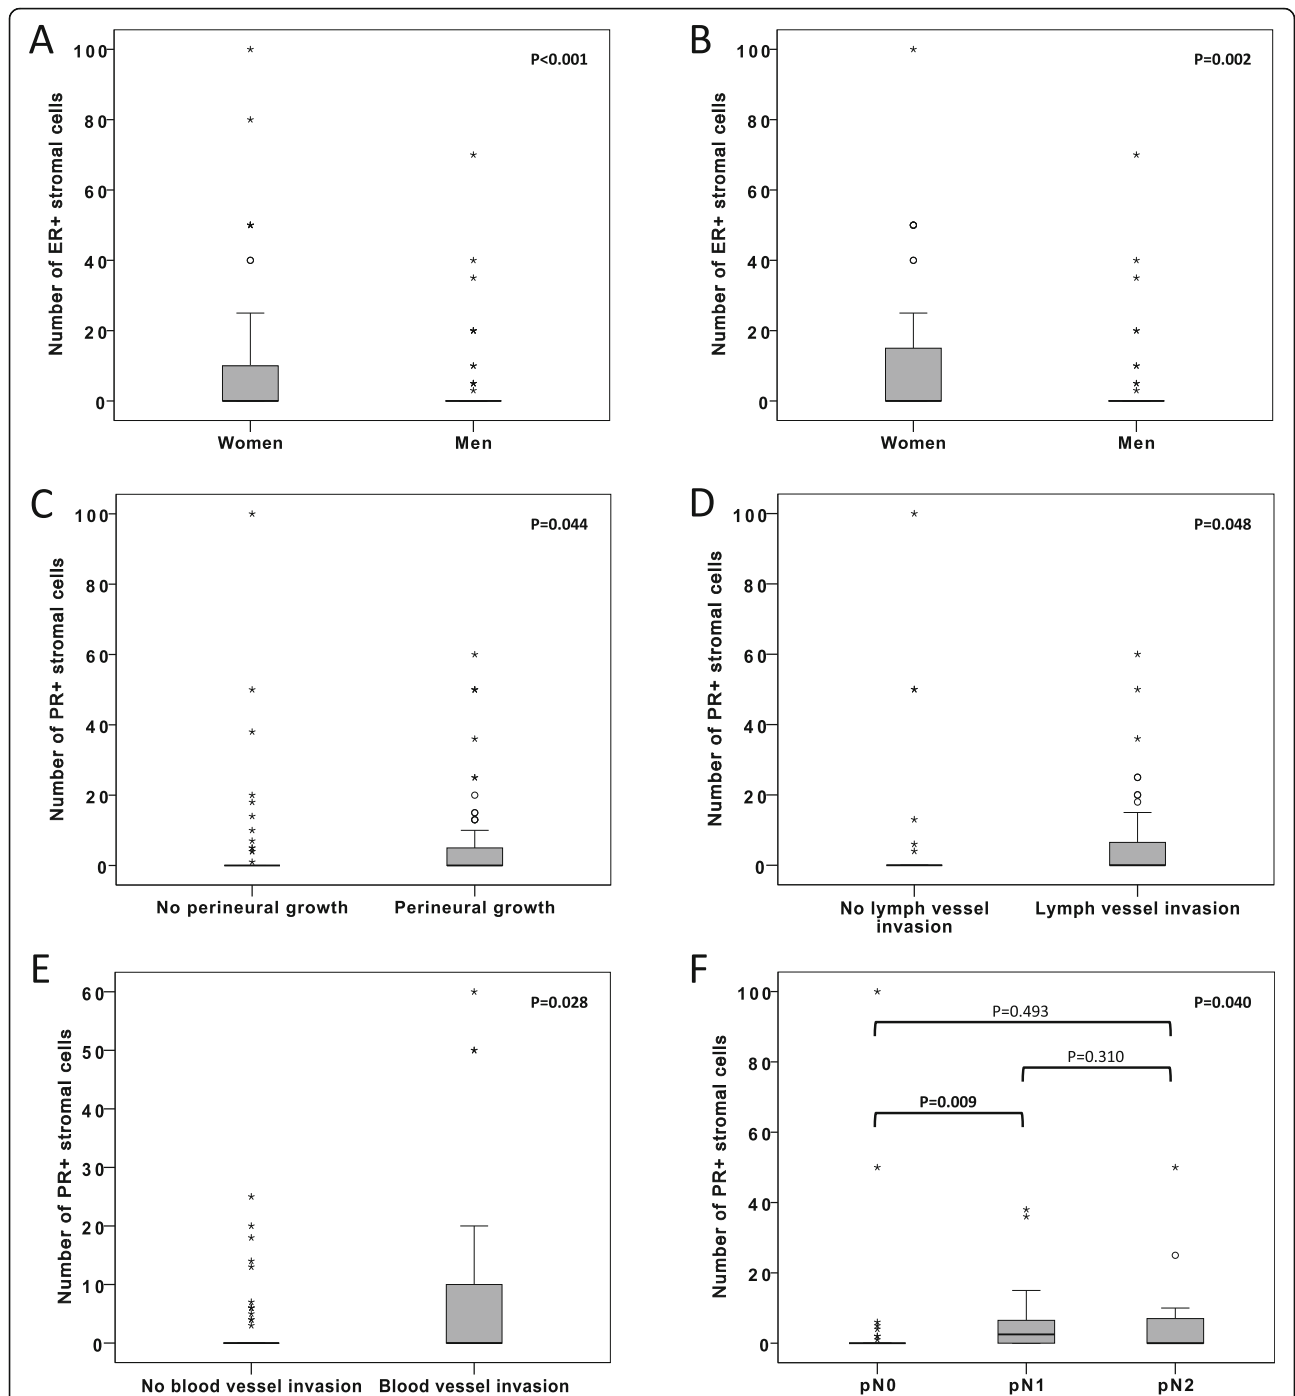 A
P<0.001
Number of ER+ stromal cells
100
80
60
40
20
0
Women
Men
B
P=0.002
Number of ER+ stromal cells
100
80
60
40
20
0
Women
Men
C
P=0.044
Number of PR+ stromal cells
100
80
60
40
20
0
No perineural growth
Perineural growth
D
P=0.048
Number of PR+ stromal cells
100
80
60
40
20
0
No lymph vessel
invasion
Lymph vessel invasion
E
P=0.028
Number of PR+ stromal cells
60
50
40
30
20
10
0
No blood vessel invasion
Blood vessel invasion
F
P=0.040
P=0.493
P=0.310
P=0.009
Number of PR+ stromal cells
100
80
60
40
20
0
pN0
pN1
pN2